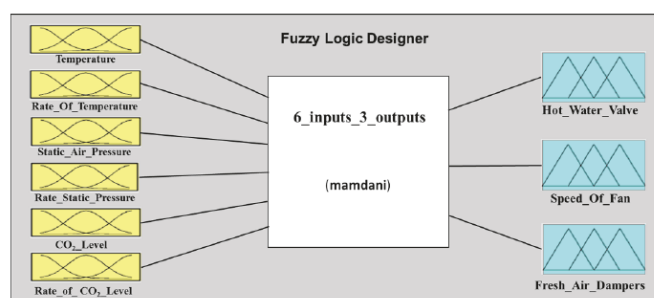 Fuzzy Logic Designer
Temperature
Rate_Of_Temperature
Static_Air_Pressure
Rate_Static_Pressure
CO₂_Level
Rate_of_CO₂_Level
6_inputs_3_outputs
(mamdani)
Hot_Water_Valve
Speed_Of_Fan
Fresh_Air_Dampers